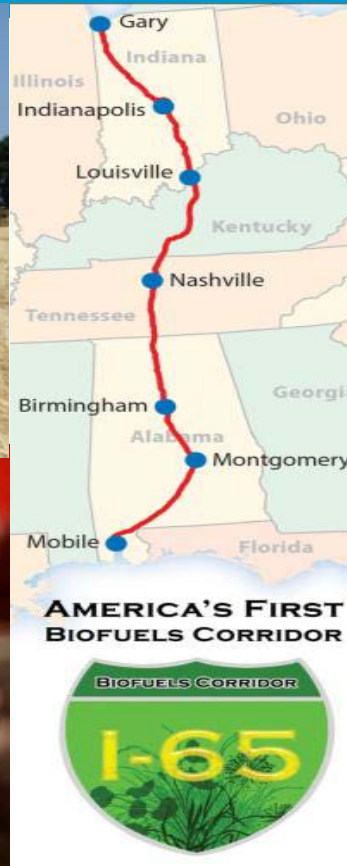 Gary
Indiana
Illinois
Indianapolis
Ohio
Louisville
Kentucky
Nashville
Tennessee
Georgia
Birmingham
Alabama
Montgomery
Mobile
Florida
AMERICA'S FIRST
BIOFUELS CORRIDOR
BIOFUELS CORRIDOR
I-65